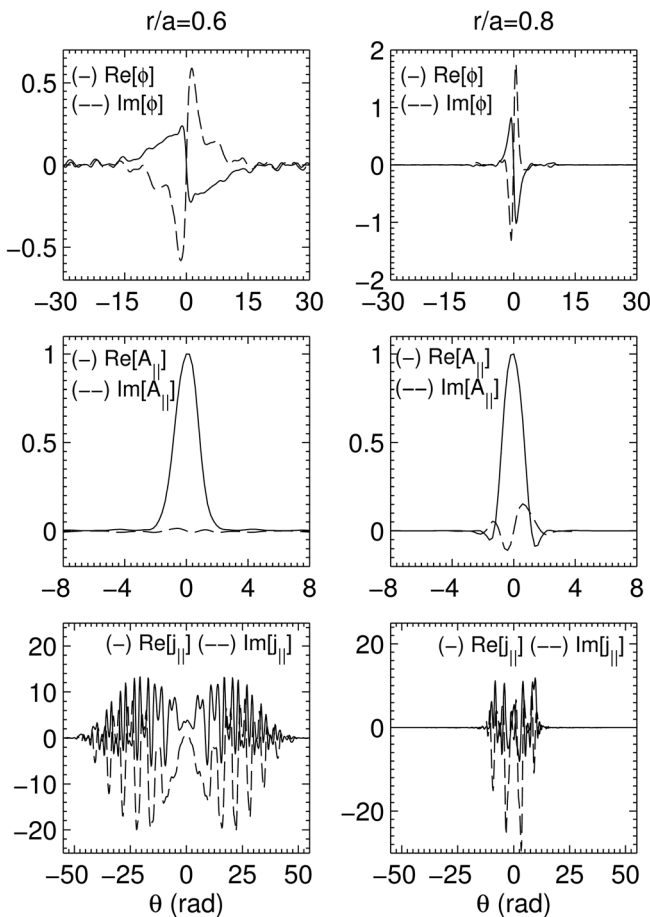 r/a=0.6
r/a=0.8
(−) Re[ϕ]
(−−) Im[ϕ]
0.5
0
−0.5
−30 −15 0 15 30
(−) Re[ϕ]
(−−) Im[ϕ]
2
1
0
−1
−2
−30 −15 0 15 30
(−) Re[A||]
(−−) Im[A||]
1
0.5
0
−8 −4 0 4 8
(−) Re[A||]
(−−) Im[A||]
1
0.5
0
−8 −4 0 4 8
(−) Re[j||] (−−) Im[j||]
20
10
0
−10
−20
−50 −25 0 25 50
θ (rad)
(−) Re[j||] (−−) Im[j||]
20
0
−20
−50 −25 0 25 50
θ (rad)